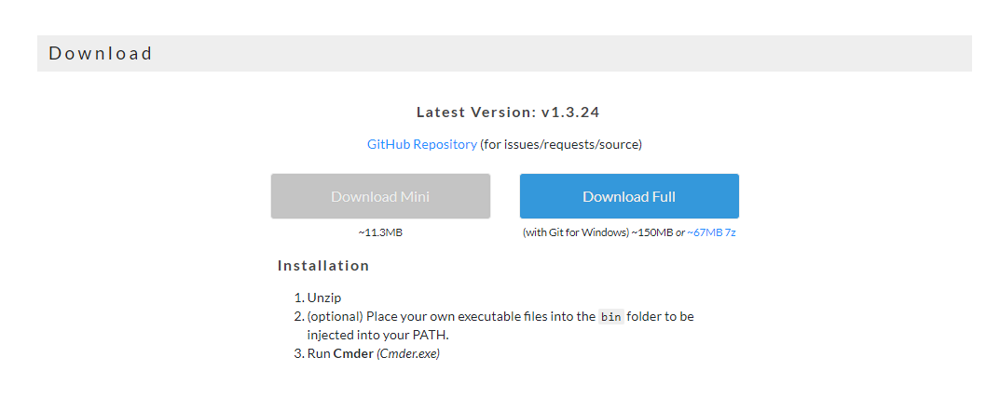 Download
Latest Version: v1.3.24
GitHub Repository (for issues/requests/source)
Download Mini
Download Full
~11.3MB
(with Git for Windows) ~150MB or ~67MB 7z
Installation
1. Unzip
2. (optional) Place your own executable files into the bin folder to be
injected into your PATH.
3. Run Cmder (Cmder.exe)